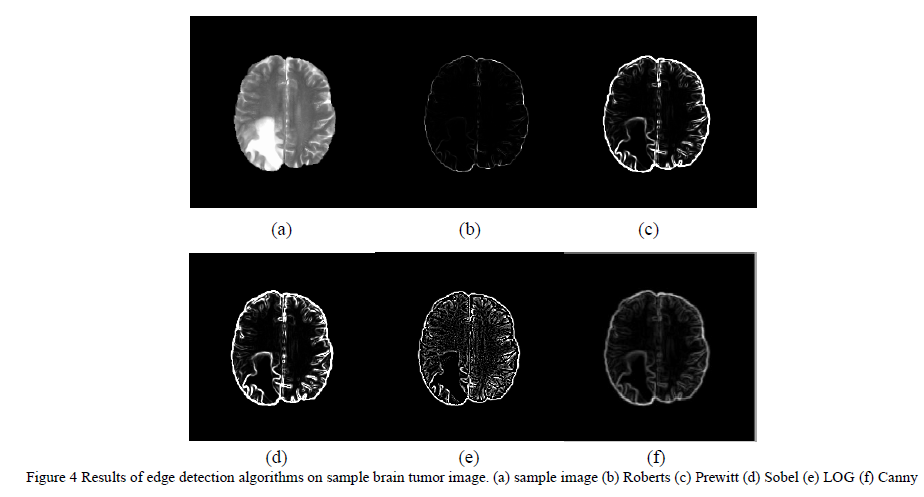 (a) (b) (c)
(d) (e) (f)
Figure 4 Results of edge detection algorithms on sample brain tumor image. (a) sample image (b) Roberts (c) Prewitt (d) Sobel (e) LOG (f) Canny